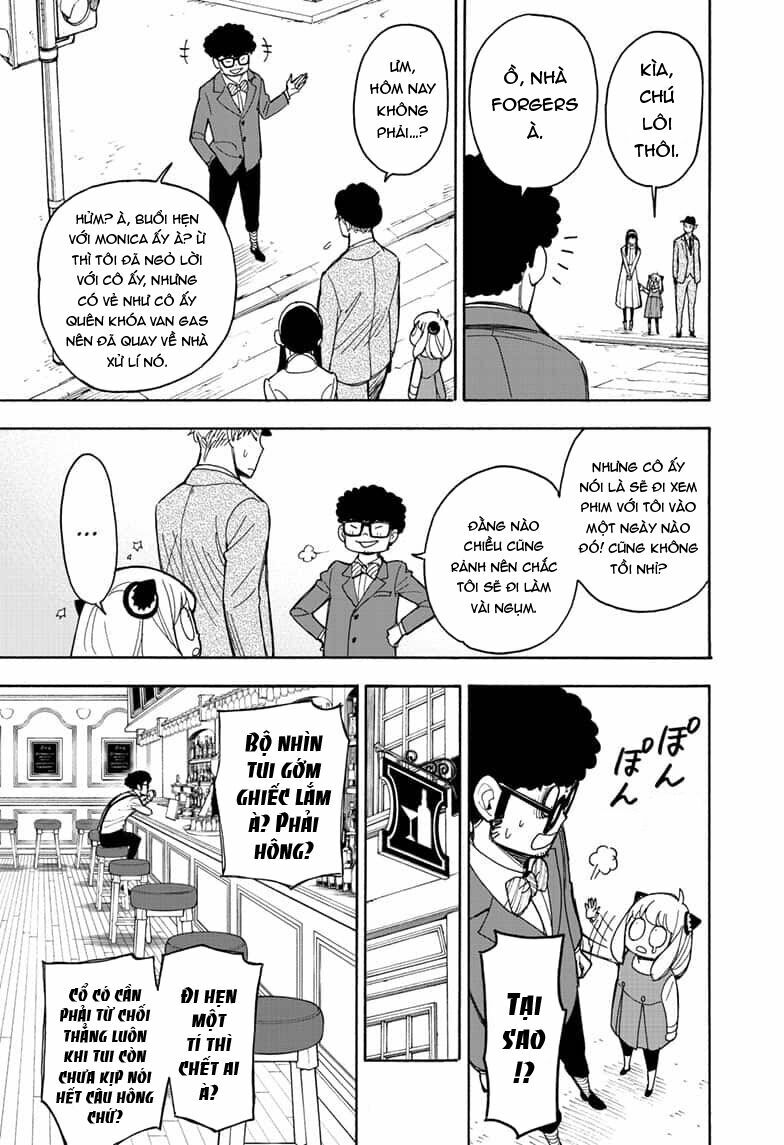 KÌA,
CHÚ
LÔI
THÔI.
Ồ, NHÀ
FORGERS
À.
ƯM,
HÔM NAY
KHÔNG
PHẢI...?
HỬM? À, BUỔI HẸN
VỚI MONICA ẤY À? Ừ
THÌ TÔI ĐÃ NGỎ LỜI
VỚI CÔ ẤY, NHƯNG
CÓ VẺ NHƯ CÔ ẤY
QUÊN KHÓA VAN GAS
NÊN ĐÃ QUAY VỀ NHÀ
XỬ LÍ NÓ.
NHƯNG CÔ ẤY
NÓI LÀ SẼ ĐI XEM
PHIM VỚI TÔI VÀO
MỘT NGÀY NÀO
ĐÓ! CŨNG KHÔNG
TỒI NHỈ?
ĐẰNG NÀO
CHIỀU CŨNG
RẢNH NÊN CHẮC
TÔI SẼ ĐI LÀM
VÀI NGỤM.
...
ぽん
ぽん
TẠI
SAO
!?
BỘ NHÌN
TUI GỚM
GHIẾC LẮM
À? PHẢI
HÔNG?
ĐI HẸN
MỘT
TÍ THÌ
CHẾT AI
À?
CỔ CÓ CẦN
PHẢI TỪ CHỐI
THẲNG LUÔN
KHI TUI CÒN
CHƯA KỊP NÓI
HẾT CÂU HÔNG
CHỨ?